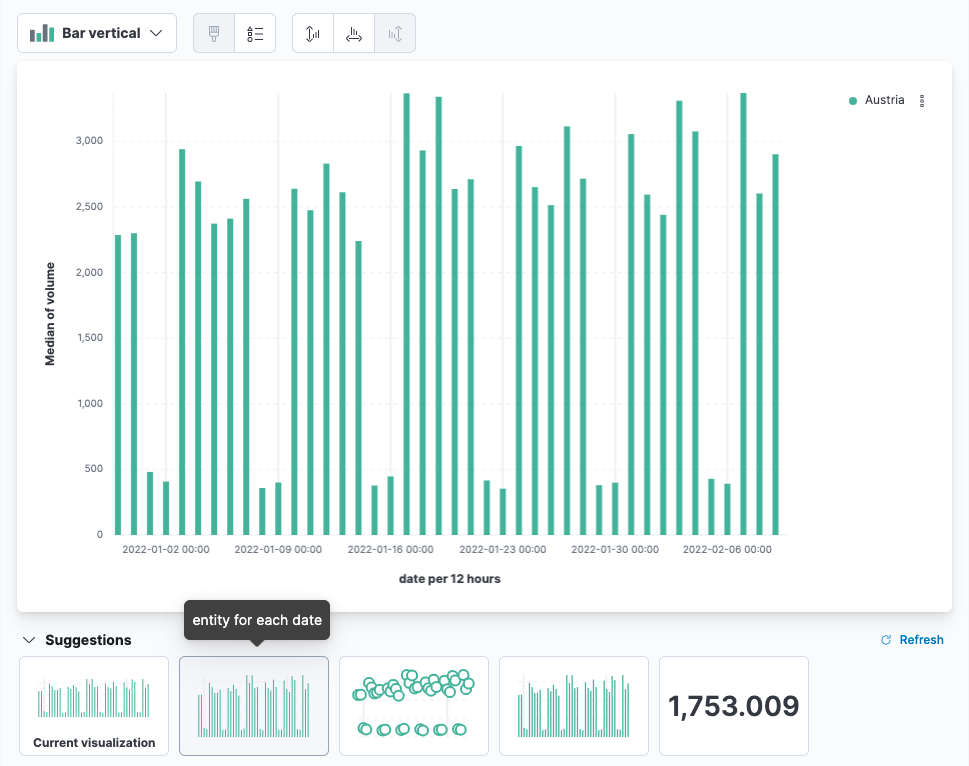 Bar vertical
Austria
3,000
2,500
2,000
1,500
1,000
500
0
Median of volume
2022-01-02 00:00 2022-01-09 00:00 2022-01-16 00:00 2022-01-23 00:00 2022-01-30 00:00 2022-02-06 00:00
date per 12 hours
entity for each date
Suggestions Refresh
Current visualization
1,753.009